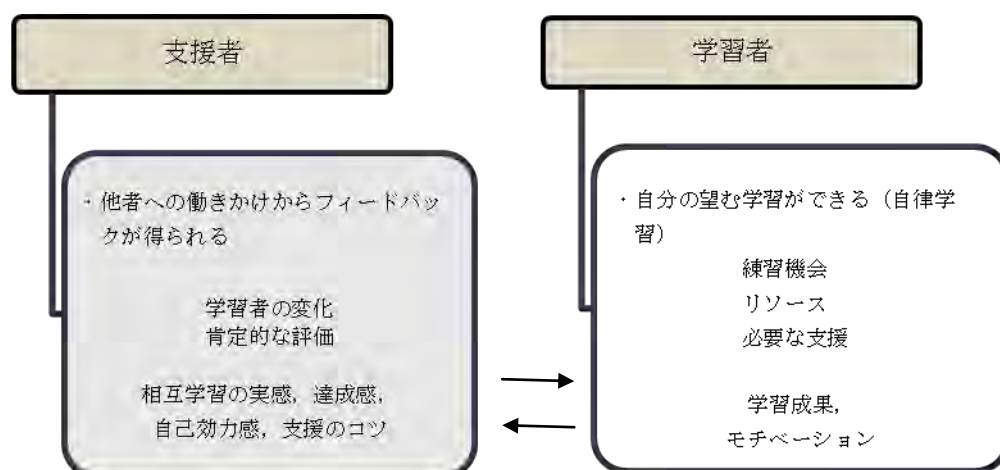 支援者
・他者への働きかけからフィードバッ
クが得られる
学習者の変化
肯定的な評価
相互学習の実感，達成感，
自己効力感，支援のコツ
学習者
・自分の望む学習ができる（自律学
習）
練習機会
リソース
必要な支援
学習成果，
モチベーション